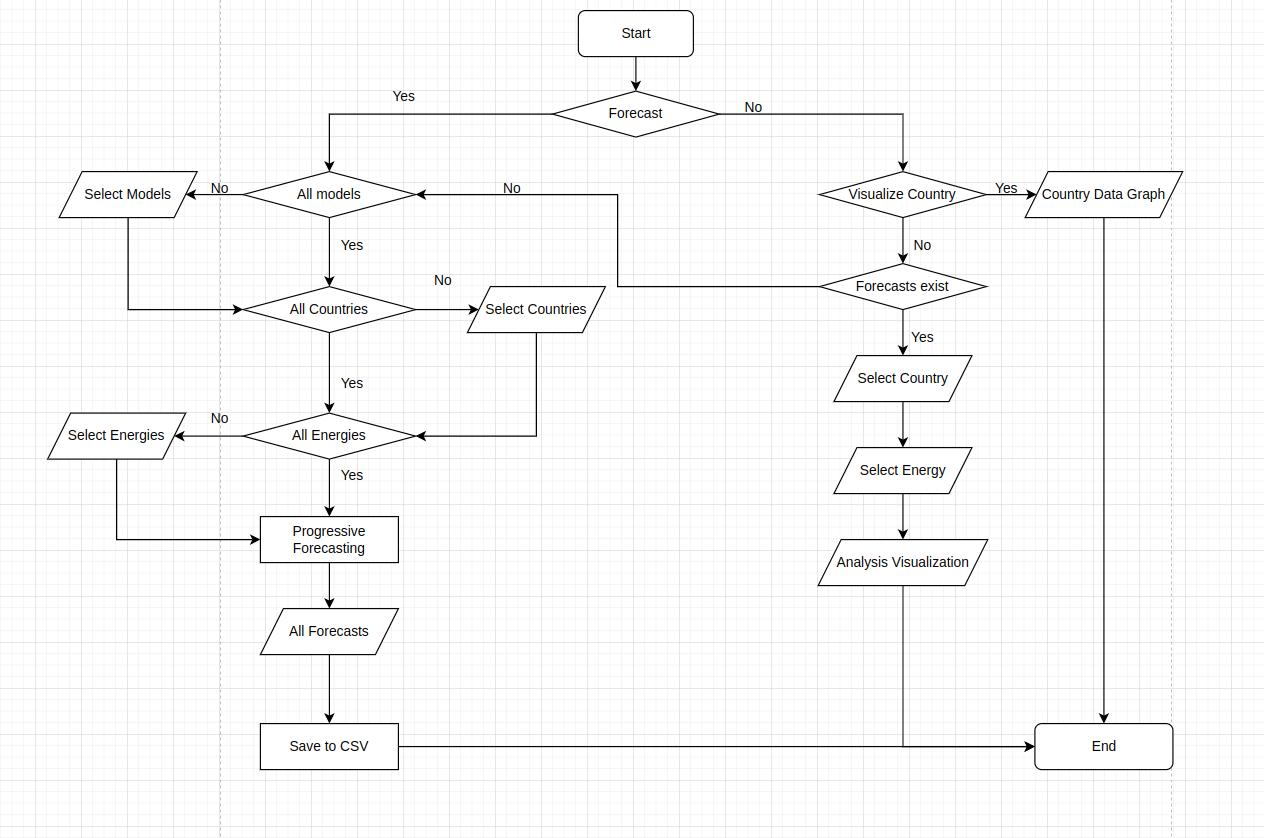 Start
Yes
Forecast
No
Select Models
No
All models
No
Visualize Country
Yes
Country Data Graph
Yes
No
No
Forecasts exist
All Countries
Select Countries
Yes
Select Country
Yes
No
Select Energies
All Energies
Select Energy
Yes
Progressive
Forecasting
Analysis Visualization
All Forecasts
Save to CSV
End